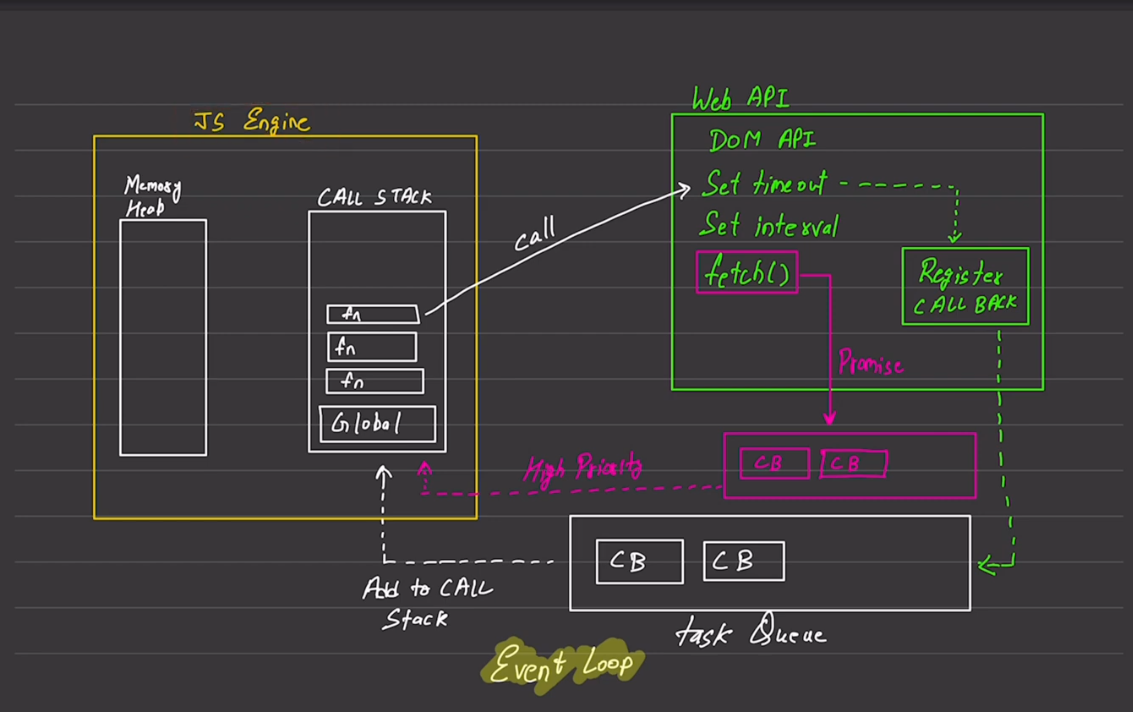 JS Engine
Memory
Heap
CALL STACK
fn
fn
fn
Global
call
Web API
DOM API
Set timeout
Set interval
fetch()
Register
CALL BACK
Promise
CB
CB
High Priority
CB
CB
Add to CALL
Stack
task Queue
Event Loop